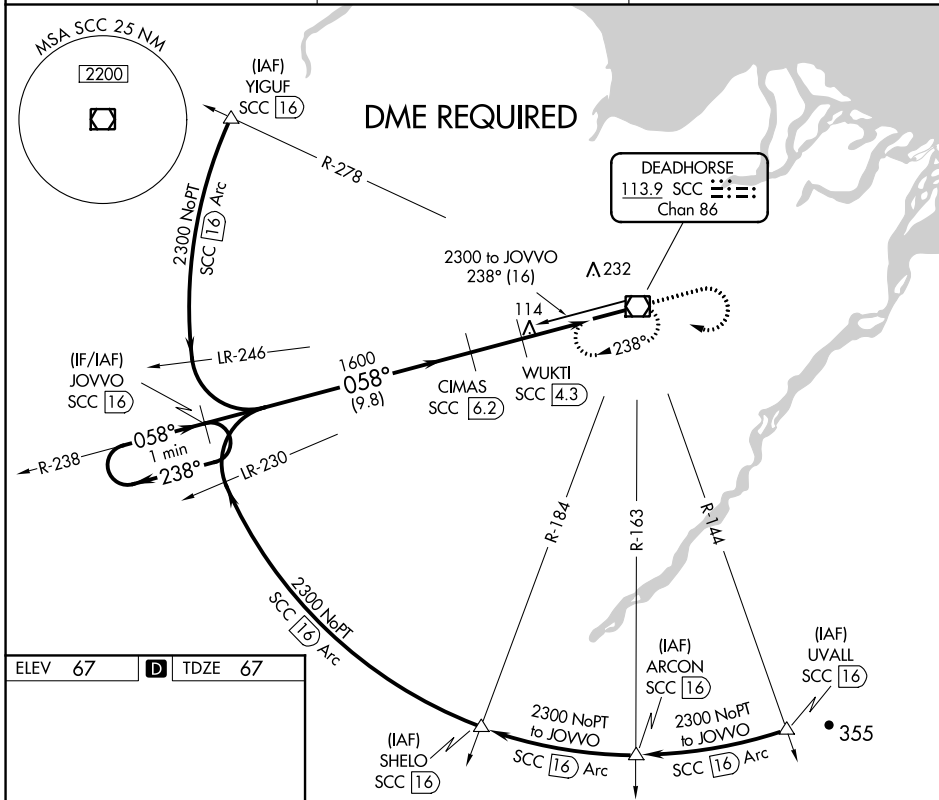 MSA SCC 25 NM
2200
(IAF)
YIGUF
SCC 16
DME REQUIRED
R-278
2300 NoPT
SCC 16 Arc
DEADHORSE
113.9 SCC
Chan 86
2300 to JOVVO
238° (16)
232
114
238°
LR-246
(IF/IAF)
JOVVO
SCC 16
1600
058°
(9.8)
CIMAS
SCC 6.2
WUKTI
SCC 4.3
058°
1 min
238°
R-238
LR-230
R-184
R-163
R-144
2300 NoPT
SCC 16 Arc
ELEV 67
D
TDZE 67
(IAF)
SHELO
SCC 16
2300 NoPT
to JOVVO
SCC 16 Arc
(IAF)
ARCON
SCC 16
2300 NoPT
to JOVVO
SCC 16 Arc
(IAF)
UVALL
SCC 16
355